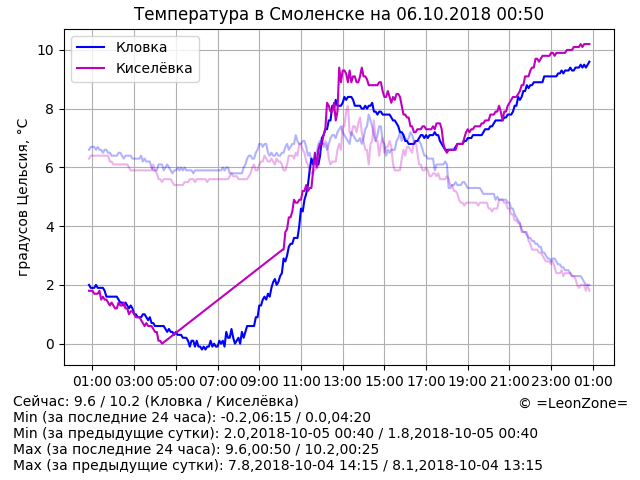 Температура в Смоленске на 06.10.2018 00:50
Кловка
Киселёвка
градусов Цельсия, °C
10
8
6
4
2
0
01:00 03:00 05:00 07:00 09:00 11:00 13:00 15:00 17:00 19:00 21:00 23:00 01:00
Сейчас: 9.6 / 10.2 (Кловка / Киселёвка)
© =LeonZone=
Min (за последние 24 часа): -0.2,06:15 / 0.0,04:20
Min (за предыдущие сутки): 2.0,2018-10-05 00:40 / 1.8,2018-10-05 00:40
Max (за последние 24 часа): 9.6,00:50 / 10.2,00:25
Max (за предыдущие сутки): 7.8,2018-10-04 14:15 / 8.1,2018-10-04 13:15